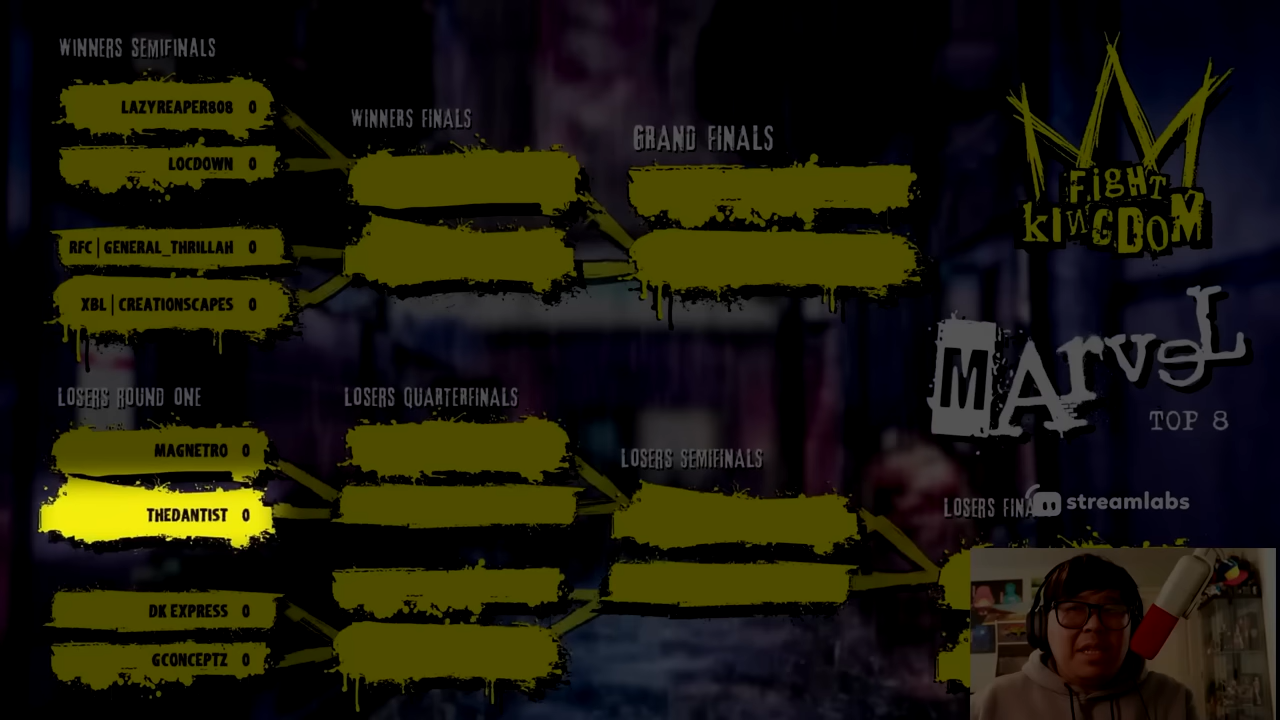 WINNERS SEMIFINALS
LAZYREAPER808 0
LOCDOWN 0
RFC | GENERAL_THRILLAH 0
XBL | CREATIONSCAPES 0
WINNERS FINALS
GRAND FINALS
FIGHT
KINGDOM
MARVEL
TOP 8
LOSERS ROUND ONE
MAGNETRO 0
THEDANTIST 0
DK EXPRESS 0
GCONCEPTZ 0
LOSERS QUARTERFINALS
LOSERS SEMIFINALS
LOSERS FINA
streamlabs